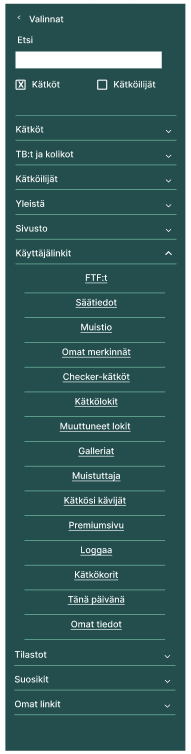 Valinnat
Etsi
X Kätköt
Kätköilijät
Kätköt
TB:t ja kolikot
Kätköilijät
Yleistä
Sivusto
Käyttäjälinkit
FTF:t
Säätiedot
Muistio
Omat merkinnät
Checker-kätköt
Kätkölokit
Muuttuneet lokit
Galleriat
Muistuttaja
Kätkösi kävijät
Premiumsivu
Loggaa
Kätkökorit
Tänä päivänä
Omat tiedot
Tilastot
Suosikit
Omat linkit